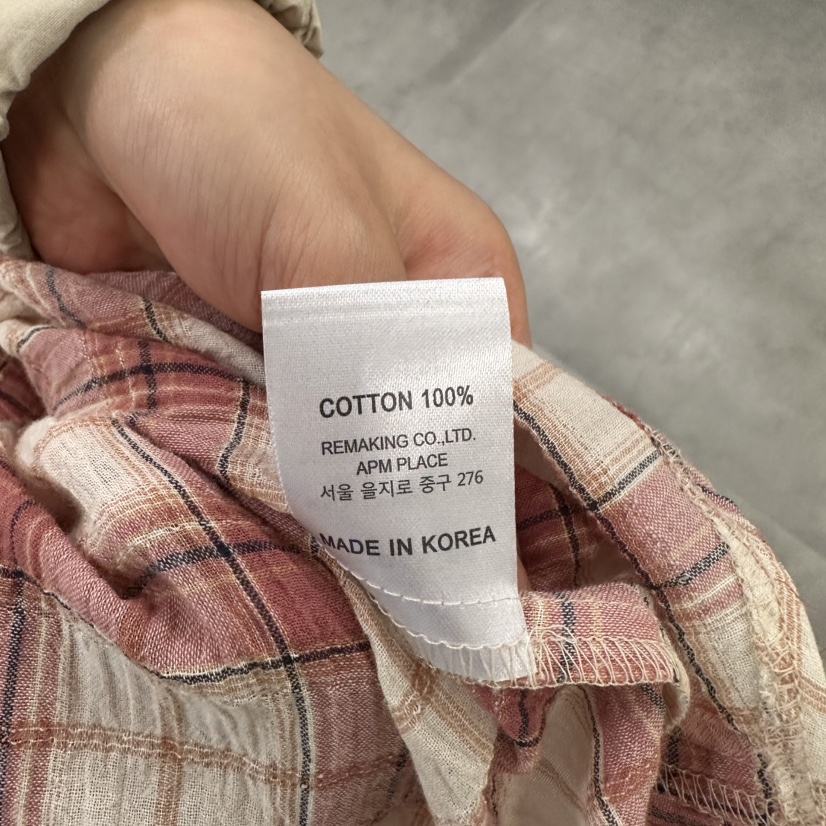 COTTON 100%
REMAKING CO.,LTD.
APM PLACE
서울 을지로 중구 276
MADE IN KOREA